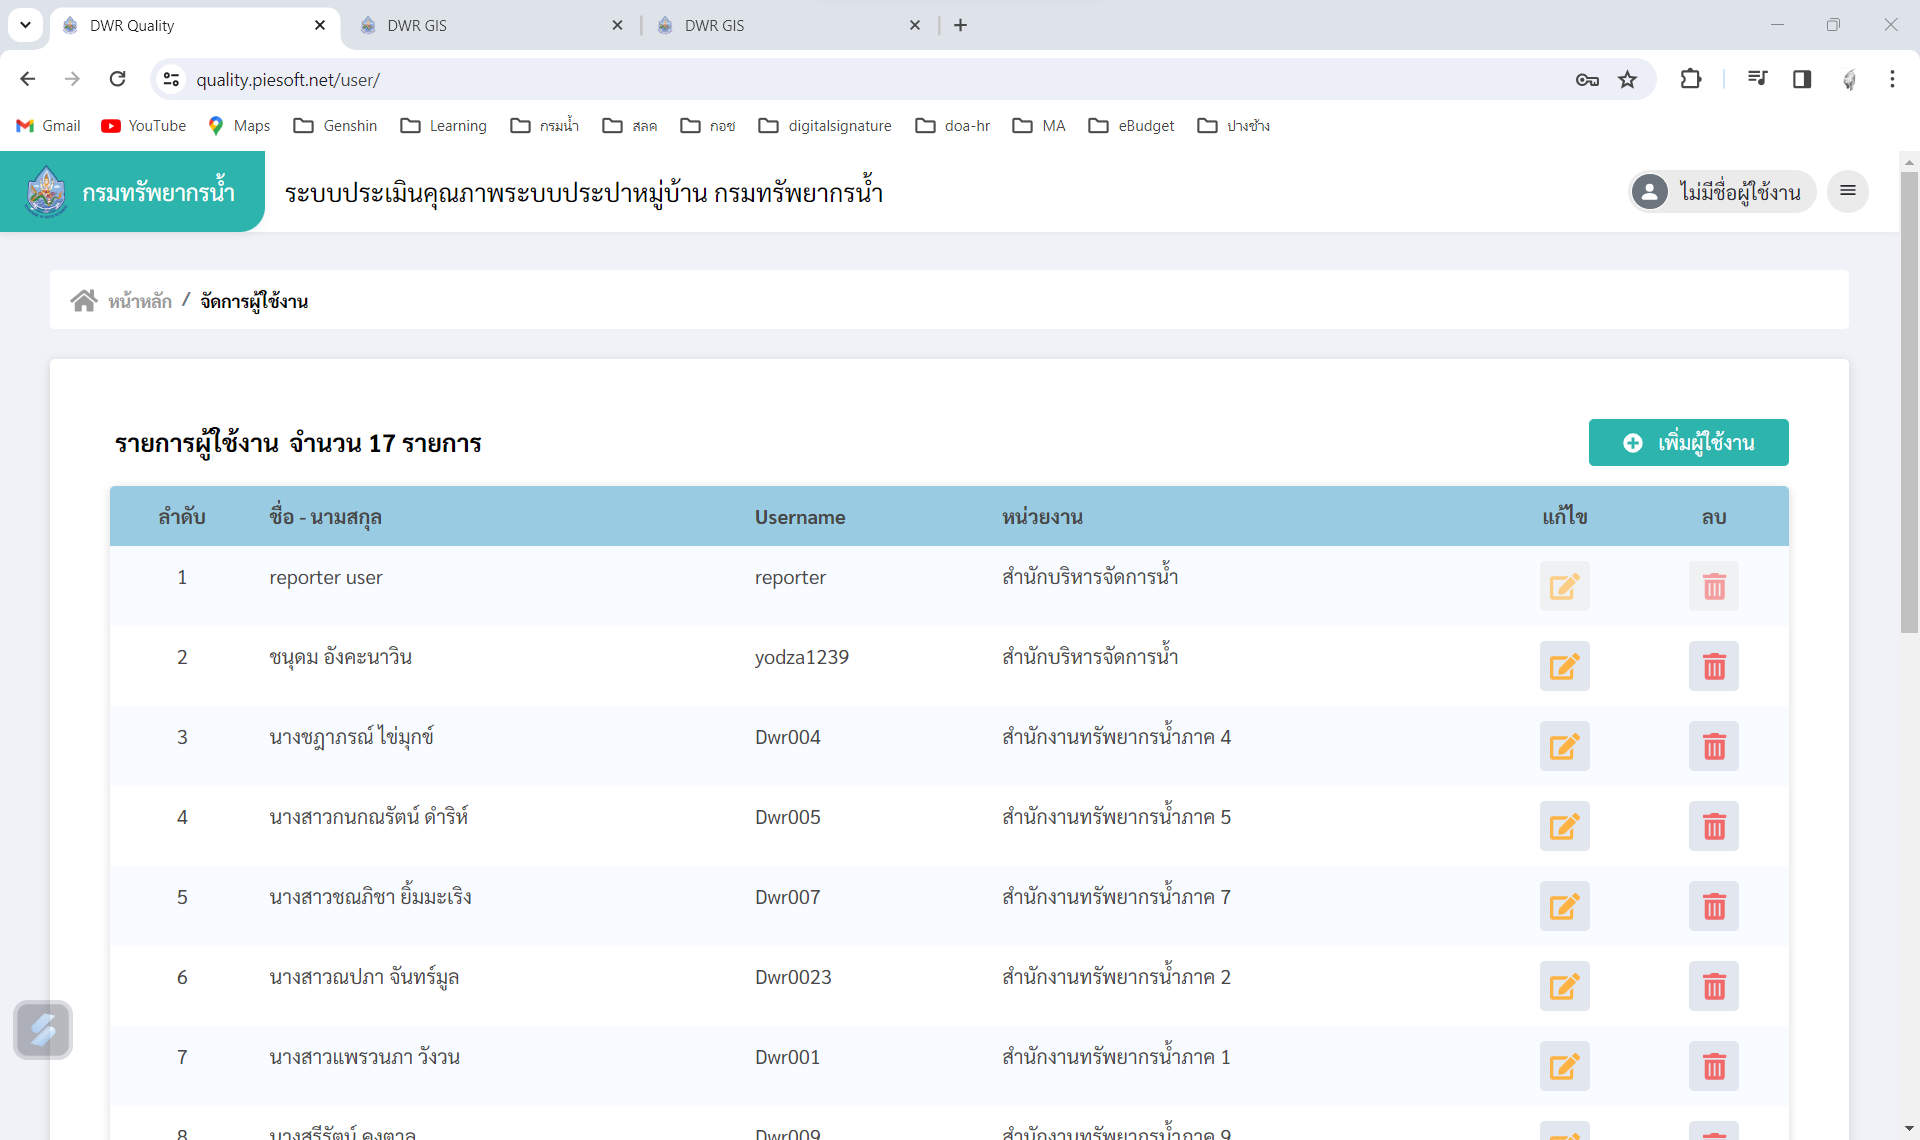 DWR Quality
DWR GIS
DWR GIS
quality.piesoft.net/user/
Gmail YouTube Maps Genshin Learning กรมน้ำ สลค กอช digitalsignature doa-hr MA eBudget ปางช้าง
กรมทรัพยากรน้ำ
ระบบประเมินคุณภาพระบบประปาหมู่บ้าน กรมทรัพยากรน้ำ
ไม่มีชื่อผู้ใช้งาน
หน้าหลัก / จัดการผู้ใช้งาน
รายการผู้ใช้งาน จำนวน 17 รายการ
เพิ่มผู้ใช้งาน
ลำดับ ชื่อ - นามสกุล Username หน่วยงาน แก้ไข ลบ
1 reporter user reporter สำนักบริหารจัดการน้ำ
2 ชนุดม อังคะนาวิน yodza1239 สำนักบริหารจัดการน้ำ
3 นางชฎาภรณ์ ไข่มุกข์ Dwr004 สำนักงานทรัพยากรน้ำภาค 4
4 นางสาวกนกณรัตน์ ดำริห์ Dwr005 สำนักงานทรัพยากรน้ำภาค 5
5 นางสาวชณภิชา ยิ้มมะเริง Dwr007 สำนักงานทรัพยากรน้ำภาค 7
6 นางสาวณปภา จันทร์มูล Dwr0023 สำนักงานทรัพยากรน้ำภาค 2
7 นางสาวแพรวนภา วังวน Dwr001 สำนักงานทรัพยากรน้ำภาค 1
8 นางสรีรัตน์ คงตาล Dwr009 สำนักงานทรัพยากรน้ำภาค 9